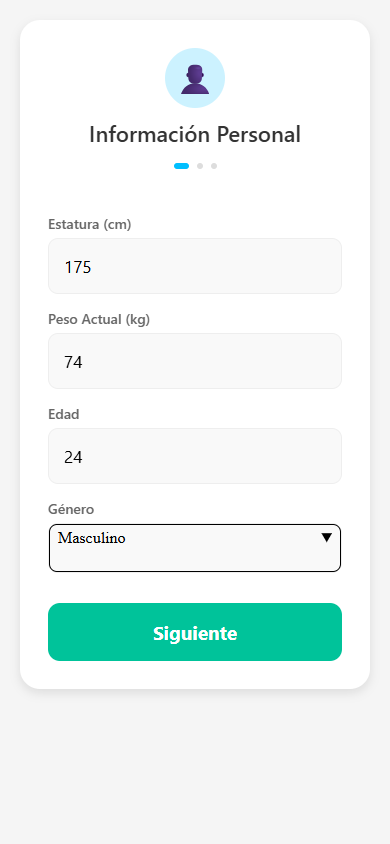 Información Personal
Estatura (cm)
175
Peso Actual (kg)
74
Edad
24
Género
Masculino
Siguiente